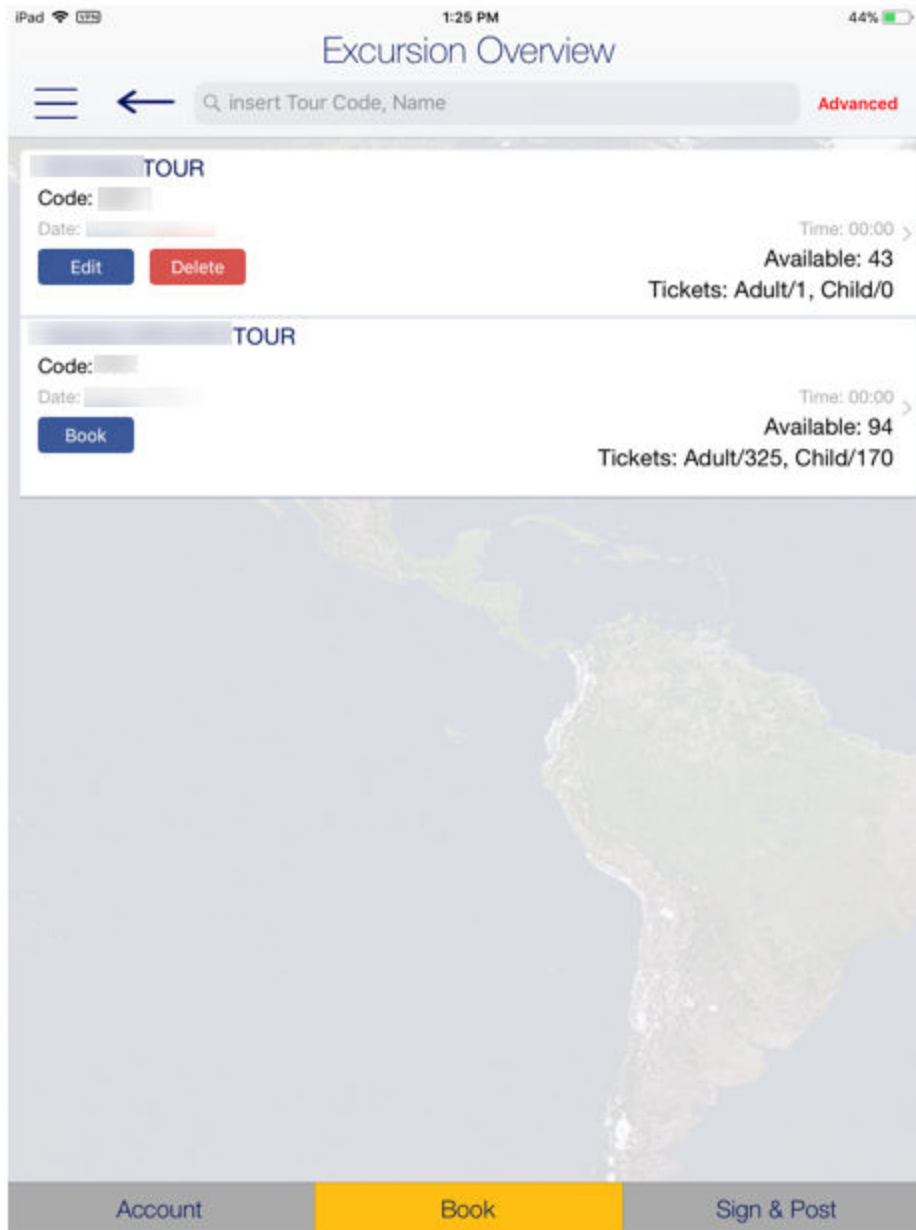 iPad VPN 1:25 PM 44%
Excursion Overview
insert Tour Code, Name Advanced
TOUR
Code:
Date: Time: 00:00
Edit Delete Available: 43
Tickets: Adult/1, Child/0
TOUR
Code:
Date: Time: 00:00
Book Available: 94
Tickets: Adult/325, Child/170
Account Book Sign & Post